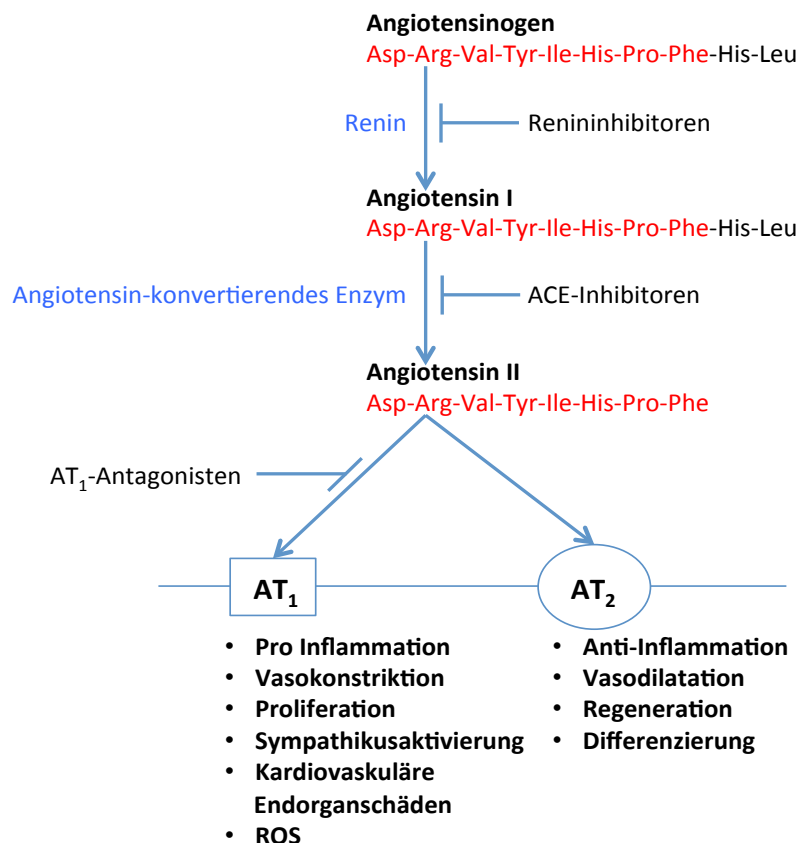 Angiotensinogen
Asp-Arg-Val-Tyr-Ile-His-Pro-Phe-His-Leu
Renin
Renininhibitoren
Angiotensin I
Asp-Arg-Val-Tyr-Ile-His-Pro-Phe-His-Leu
Angiotensin-konvertierendes Enzym
ACE-Inhibitoren
Angiotensin II
Asp-Arg-Val-Tyr-Ile-His-Pro-Phe
AT₁-Antagonisten
AT₁
AT₂
• Pro Inflammation
• Vasokonstriktion
• Proliferation
• Sympathikusaktivierung
• Kardiovaskuläre
Endorganschäden
• ROS
• Anti-Inflammation
• Vasodilatation
• Regeneration
• Differenzierung